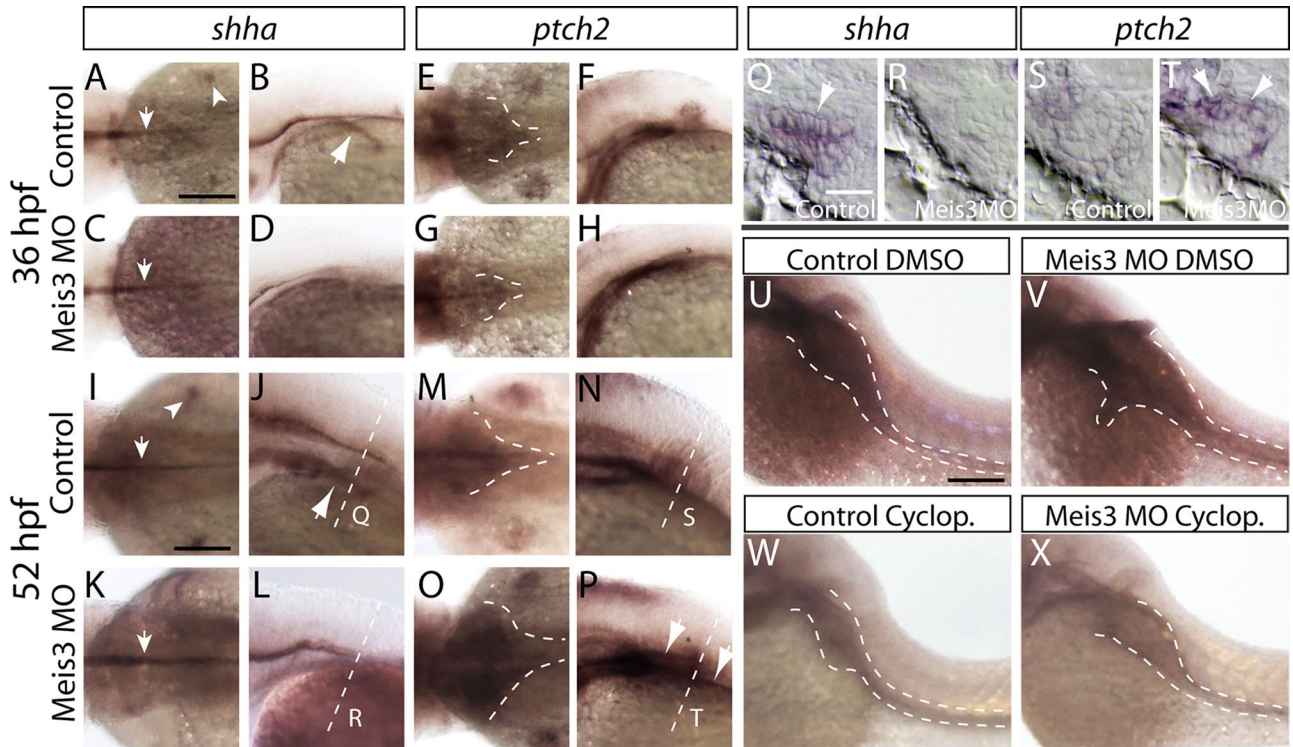 shhha
ptch2
shha
ptch2
36 hpf
Control
A
B
E
F
Meis3 MO
C
D
G
H
52 hpf
Control
I
J
Q
M
N
S
Meis3 MO
K
L
R
O
P
T
Q
Control
R
Meis3MO
S
Control
T
Meis3MO
Control DMSO
Meis3 MO DMSO
U
V
Control Cyclop.
Meis3 MO Cyclop.
W
X